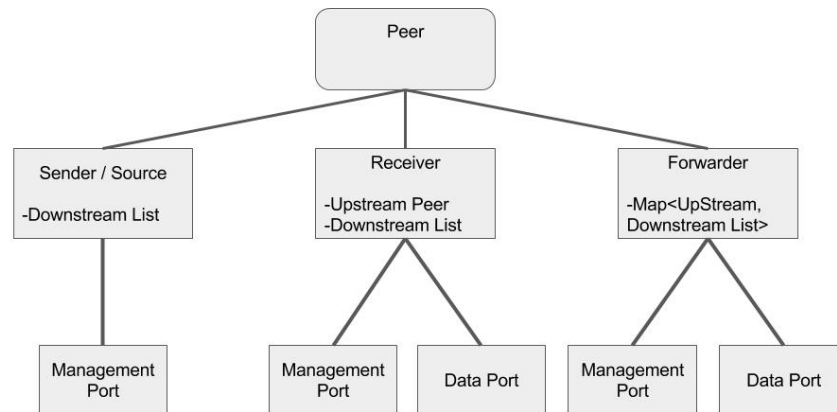 Peer
Sender / Source
-Downstream List
Receiver
-Upstream Peer
-Downstream List
Forwarder
-Map<UpStream,
Downstream List>
Management
Port
Management
Port
Data Port
Management
Port
Data Port